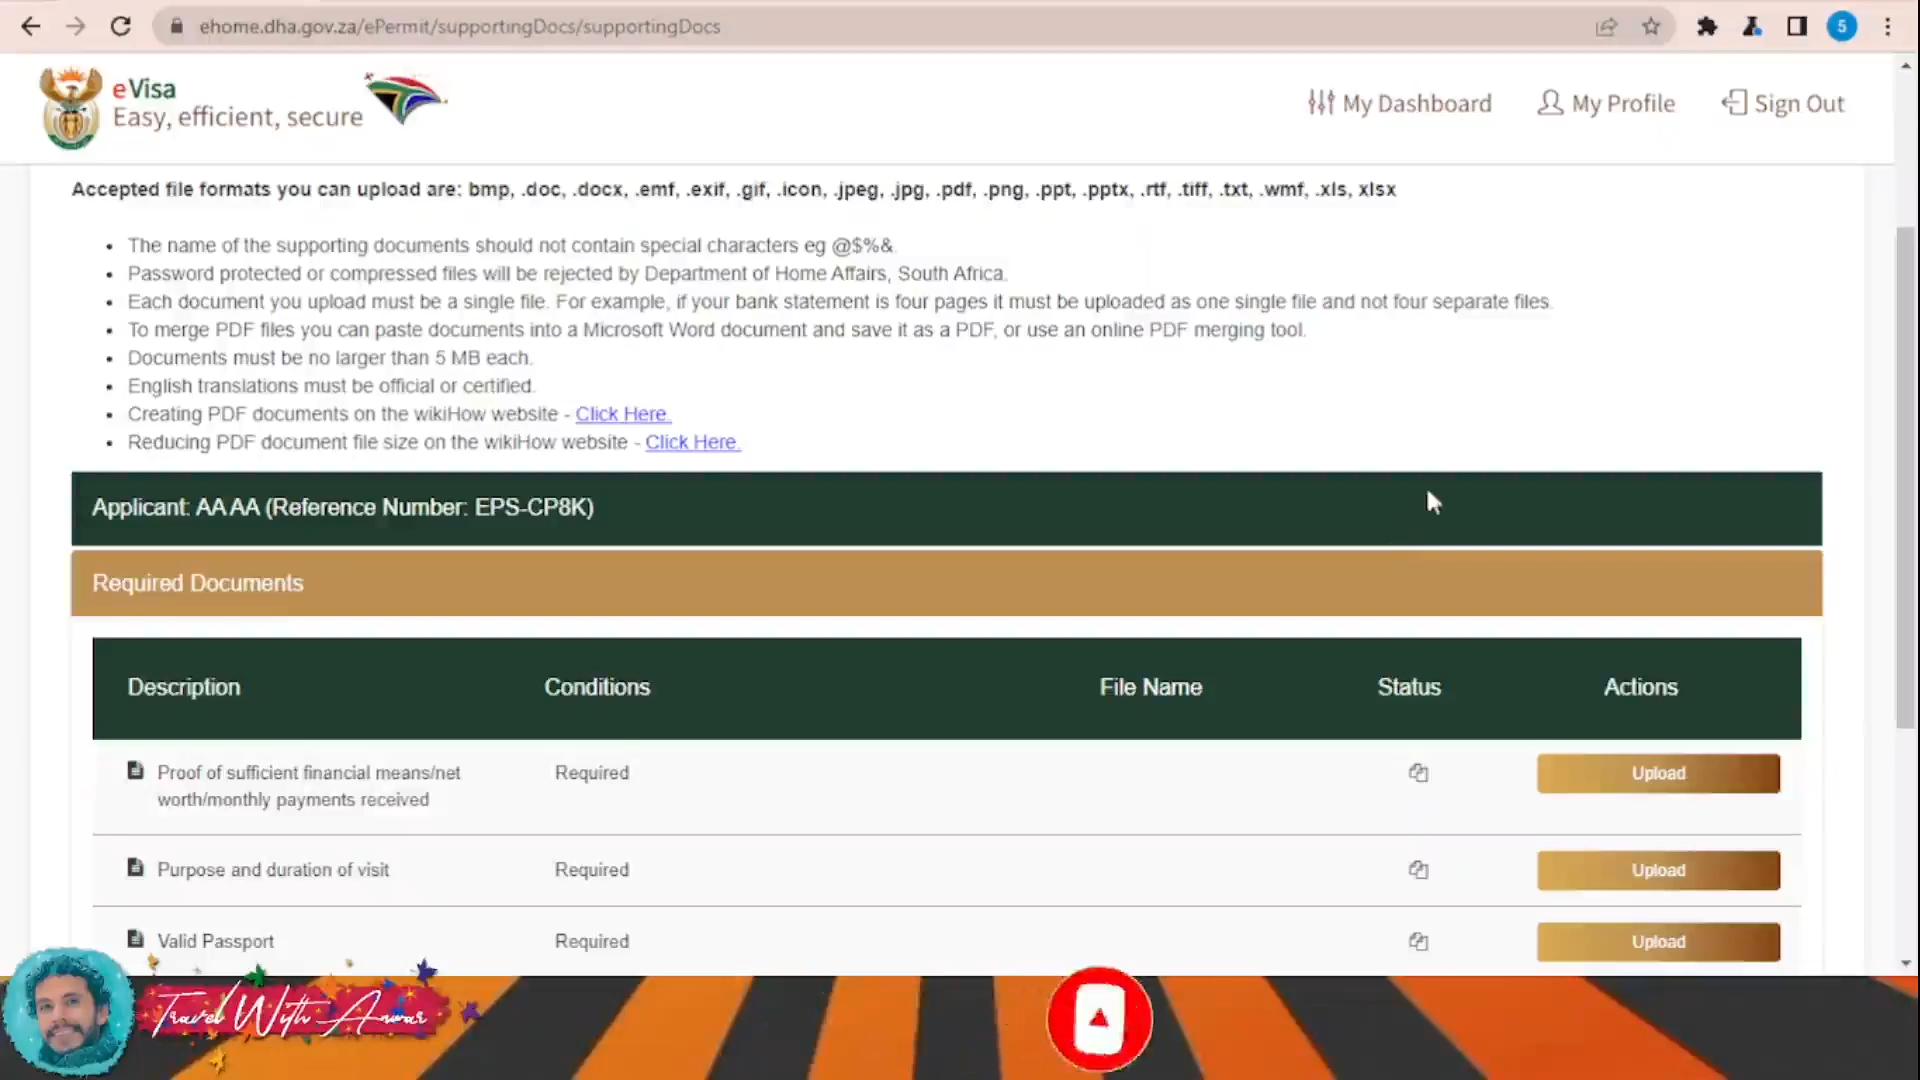 ehome.dha.gov.za/ePermit/supportingDocs/supportingDocs
5
eVisa
Easy, efficient, secure
My Dashboard
My Profile
Sign Out
Accepted file formats you can upload are: bmp, .doc, .docx, .emf, .exif, .gif, .icon, .jpeg, .jpg, .pdf, .png, .ppt, .pptx, .rtf, .tiff, .txt, .wmf, .xls, xlsx
• The name of the supporting documents should not contain special characters eg @$%&.
• Password protected or compressed files will be rejected by Department of Home Affairs, South Africa.
• Each document you upload must be a single file. For example, if your bank statement is four pages it must be uploaded as one single file and not four separate files.
• To merge PDF files you can paste documents into a Microsoft Word document and save it as a PDF, or use an online PDF merging tool.
• Documents must be no larger than 5 MB each.
• English translations must be official or certified.
• Creating PDF documents on the wikiHow website - Click Here.
• Reducing PDF document file size on the wikiHow website - Click Here.
Applicant: AA AA (Reference Number: EPS-CP8K)
Required Documents
Description Conditions File Name Status Actions
Proof of sufficient financial means/net Required Upload
worth/monthly payments received
Purpose and duration of visit Required Upload
Valid Passport Required Upload
Travel With Anwar